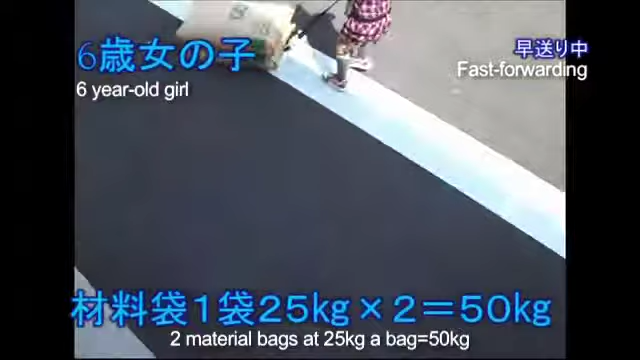 6歳女の子
6 year-old girl
早送り中
Fast-forwarding
材料袋1袋25kg×2=50kg
2 material bags at 25kg a bag=50kg